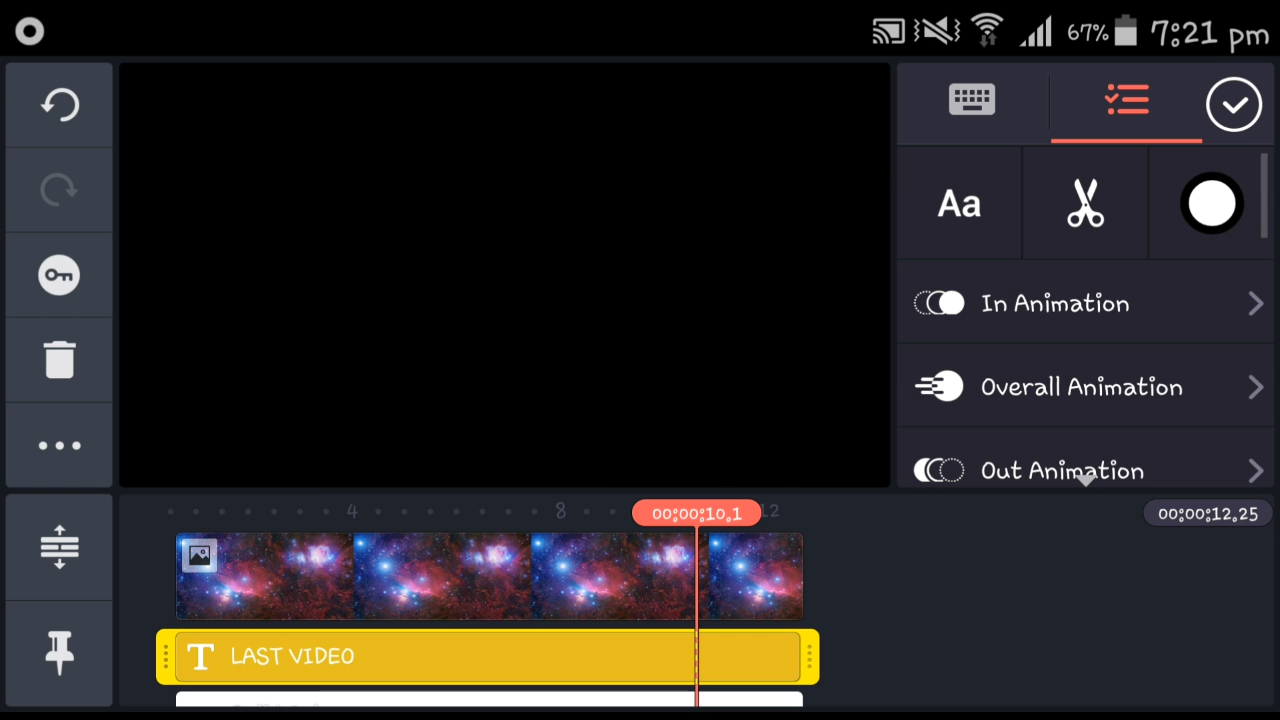 67% 7:21 pm
Aa
In Animation
Overall Animation
Out Animation
4 8 00:00:10.1 12 00:00:12.25
T LAST VIDEO